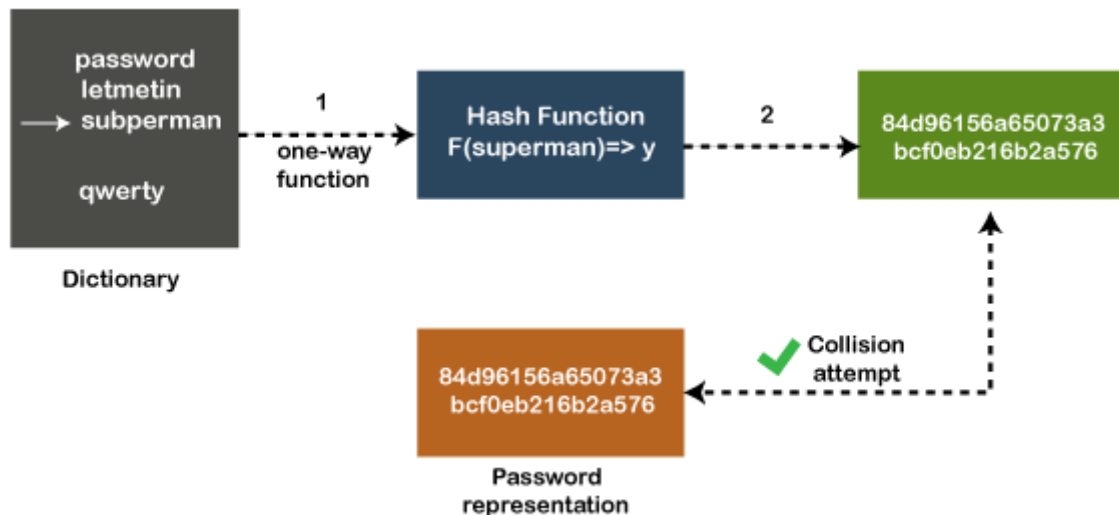 password
letmetin
subperman
qwerty
Dictionary
1
one-way
function
Hash Function
F(superman)=> y
2
84d96156a65073a3
bcf0eb216b2a576
Collision
attempt
84d96156a65073a3
bcf0eb216b2a576
Password
representation